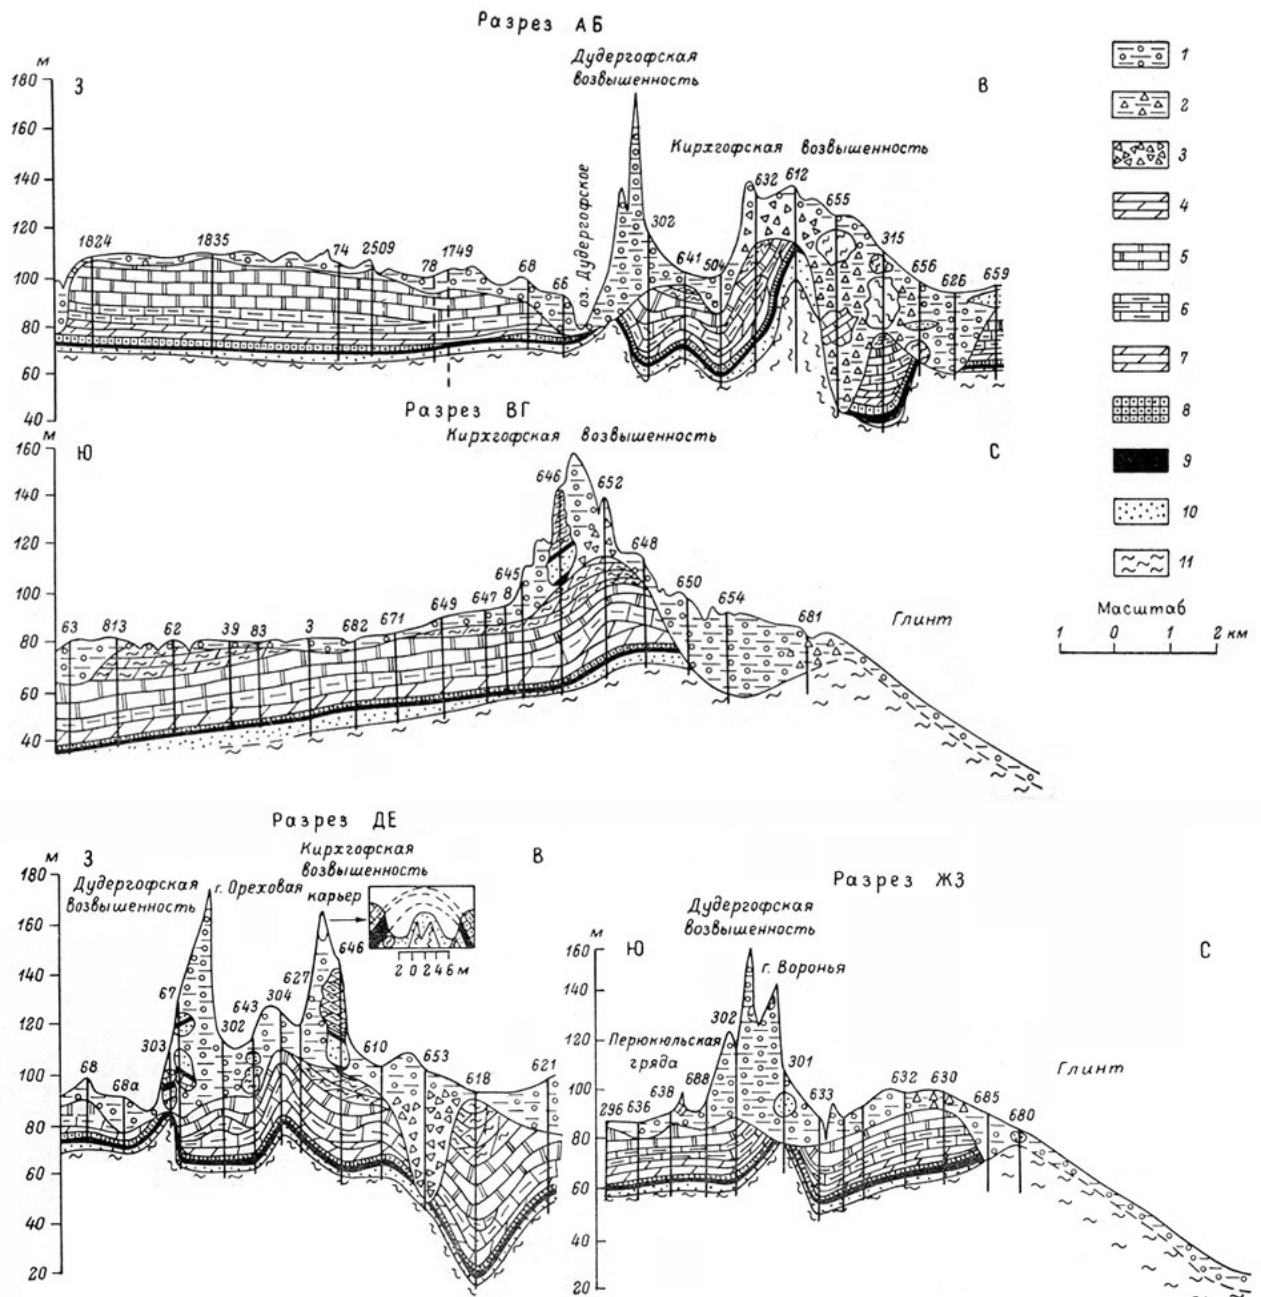 Разрез АБ
м
180
160
140
120
100
80
60
40
З
В
Дудергофская
возвышенность
Кирхгофская возвышенность
оз. Дудергофское
1824
1835
74
2509
78
1749
68
66
302
641
504
632
612
655
315
656
626
659
1
2
3
4
5
6
7
8
9
10
11
Масштаб
1 0 1 2 км
Разрез ВГ
м
160
140
120
100
80
60
40
Ю
С
Кирхгофская возвышенность
63
813
62
39
83
3
682
671
649
647
8
645
646
652
648
650
654
681
Глинт
Разрез ДЕ
м
180
160
140
120
100
80
60
40
20
З
В
Дудергофская
возвышенность
г. Ореховая
Кирхгофская
возвышенность
карьер
2 0 2 4 6 м
68
68а
303
67
643
302
304
627
646
610
653
618
621
Разрез ЖЗ
м
160
140
120
100
80
60
40
20
Ю
С
Дудергофская
возвышенность
г. Воронья
Перюкюльская
гряда
Глинт
296
636
638
688
302
301
633
632
630
685
680